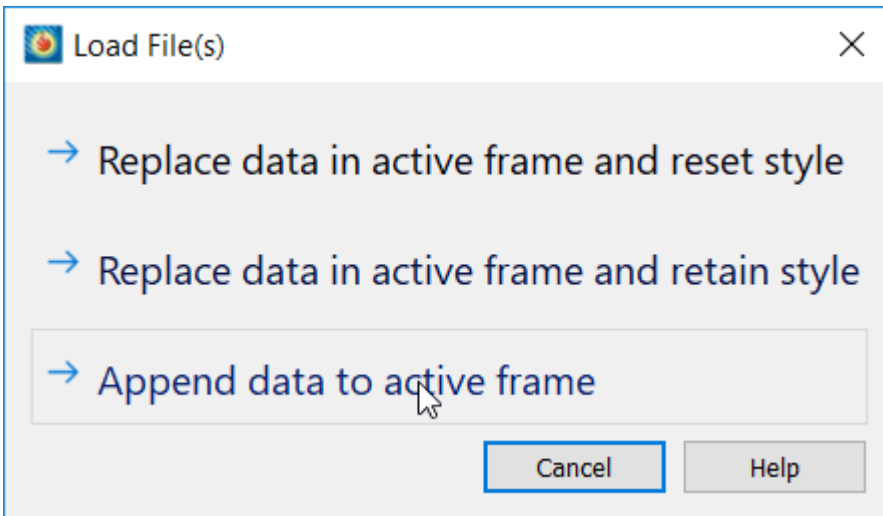 Load File(s)
Replace data in active frame and reset style
Replace data in active frame and retain style
Append data to active frame
Cancel Help